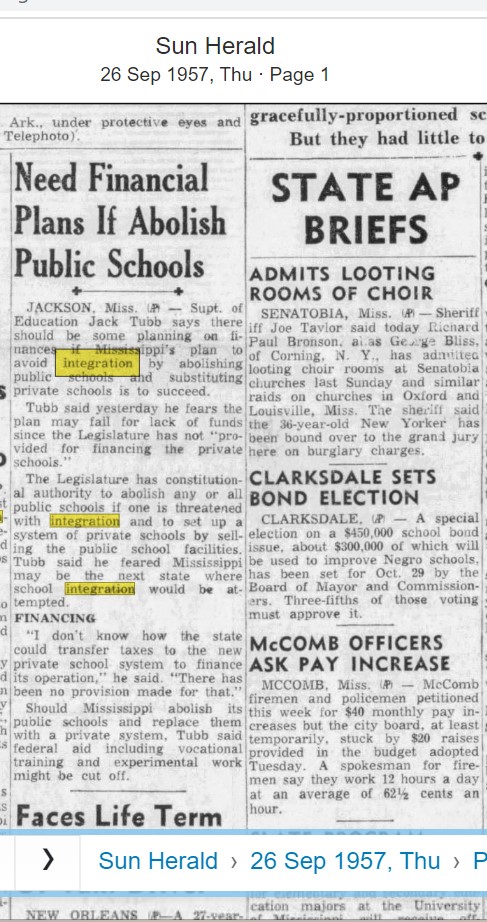 Sun Herald
26 Sep 1957, Thu · Page 1
Ark., under protective eyes and
Telephoto).
Need Financial
Plans If Abolish
Public Schools
JACKSON, Miss. (AP) — Supt. of
Education Jack Tubb says there
should be some planning on fi-
nances if Mississippi's plan to
avoid integration by abolishing
public schools and substituting
private schools is to succeed.
Tubb said yesterday he fears the
plan may fail for lack of funds
since the Legislature has not "pro-
vided for financing the private
schools."
The Legislature has constitution-
al authority to abolish any or all
public schools if one is threatened
with integration and to set up a
system of private schools by sell-
ing the public school facilities.
Tubb said he feared Mississippi
may be the next state where
school integration would be at-
tempted.
FINANCING
"I don't know how the state
could transfer taxes to the new
private school system to finance
its operation," he said. "There has
been no provision made for that."
Should Mississippi abolish its
public schools and replace them
with a private system, Tubb said
federal aid including vocational
training and experimental work
might be cut off.
Faces Life Term
gracefully-proportioned sc
But they had little to
STATE AP
BRIEFS
ADMITS LOOTING
ROOMS OF CHOIR
SENATOBIA, Miss. (AP) — Sheriff
iff Joe Taylor said today Richard
Paul Bronson, alias George Bliss,
of Corning, N. Y., has admitted
looting choir rooms at Senatobia
churches last Sunday and similar
raids on churches in Oxford and
Louisville, Miss. The sheriff said
the 36-year-old New Yorker has
been bound over to the grand jury
here on burglary charges.
CLARKSDALE SETS
BOND ELECTION
CLARKSDALE, (AP) — A special
election on a $450,000 school bond
issue, about $300,000 of which will
be used to improve Negro schools,
has been set for Oct. 29 by the
Board of Mayor and Commission-
ers. Three-fifths of those voting
must approve it.
McCOMB OFFICERS
ASK PAY INCREASE
MCCOMB, Miss. (AP) — McComb
firemen and policemen petitioned
this week for $40 monthly pay in-
creases but the city board, at least
temporarily, stuck by $20 raises
provided in the budget adopted
Tuesday. A spokesman for fire-
men say they work 12 hours a day
at an average of 62½ cents an
hour.
Sun Herald › 26 Sep 1957, Thu › P
NEW ORLEANS (AP)—A 27-year-
cation majors at the University